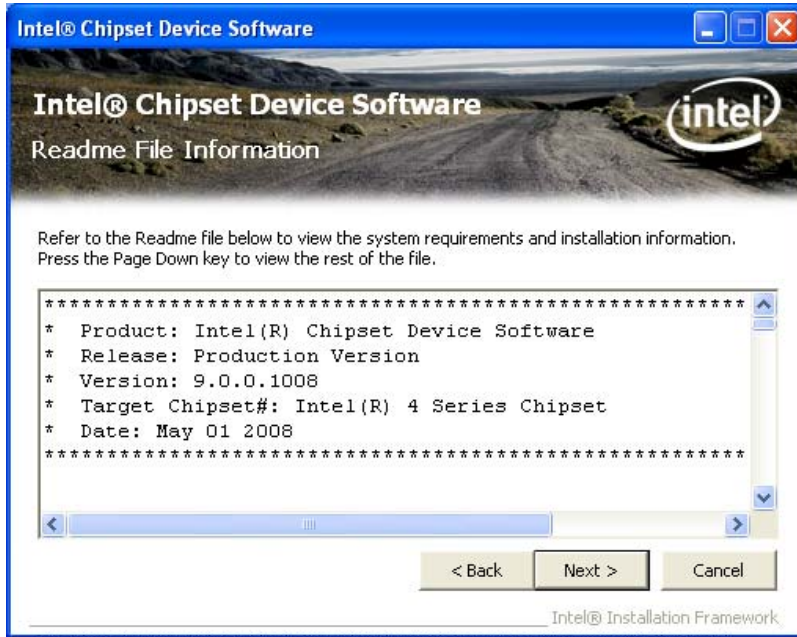 Intel® Chipset Device Software
Intel® Chipset Device Software
intel
Readme File Information
Refer to the Readme file below to view the system requirements and installation information.
Press the Page Down key to view the rest of the file.
********************************************************
* Product: Intel(R) Chipset Device Software
* Release: Production Version
* Version: 9.0.0.1008
* Target Chipset#: Intel(R) 4 Series Chipset
* Date: May 01 2008
********************************************************
< Back Next > Cancel
Intel® Installation Framework